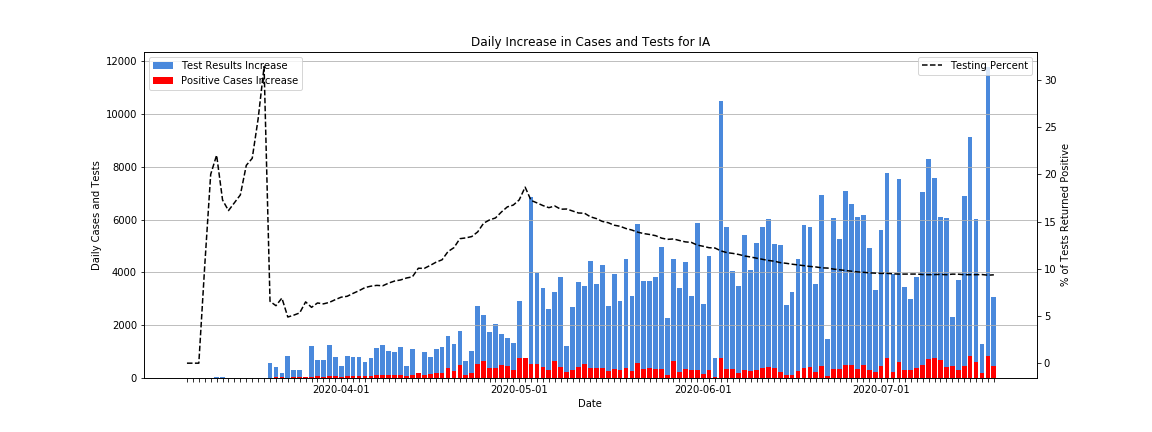 Daily Increase in Cases and Tests for IA
Test Results Increase
Positive Cases Increase
Testing Percent
12000
10000
8000
6000
4000
2000
0
Daily Cases and Tests
30
25
20
15
10
5
0
% of Tests Returned Positive
2020-04-01
2020-05-01
2020-06-01
2020-07-01
Date